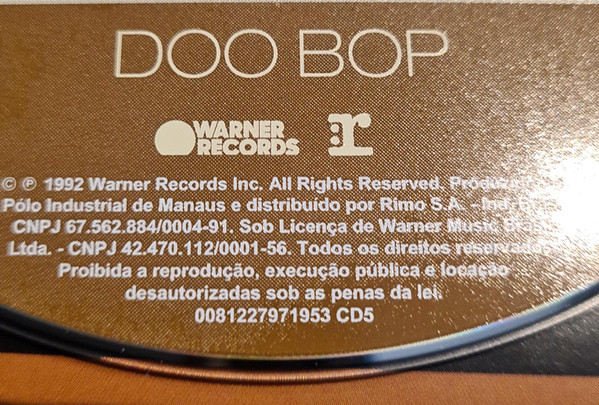 DOO BOP
WARNER
RECORDS
:r
© ℗ 1992 Warner Records Inc. All Rights Reserved.
Pólo Industrial de Manaus e distribuído por Rimo S.A. -
CNPJ 67.562.884/0004-91. Sob Licença de Warner Music
Ltda. - CNPJ 42.470.112/0001-56. Todos os direitos
Proibida a reprodução, execução pública e locação
desautorizadas sob as penas da lei.
0081227971953 CD5